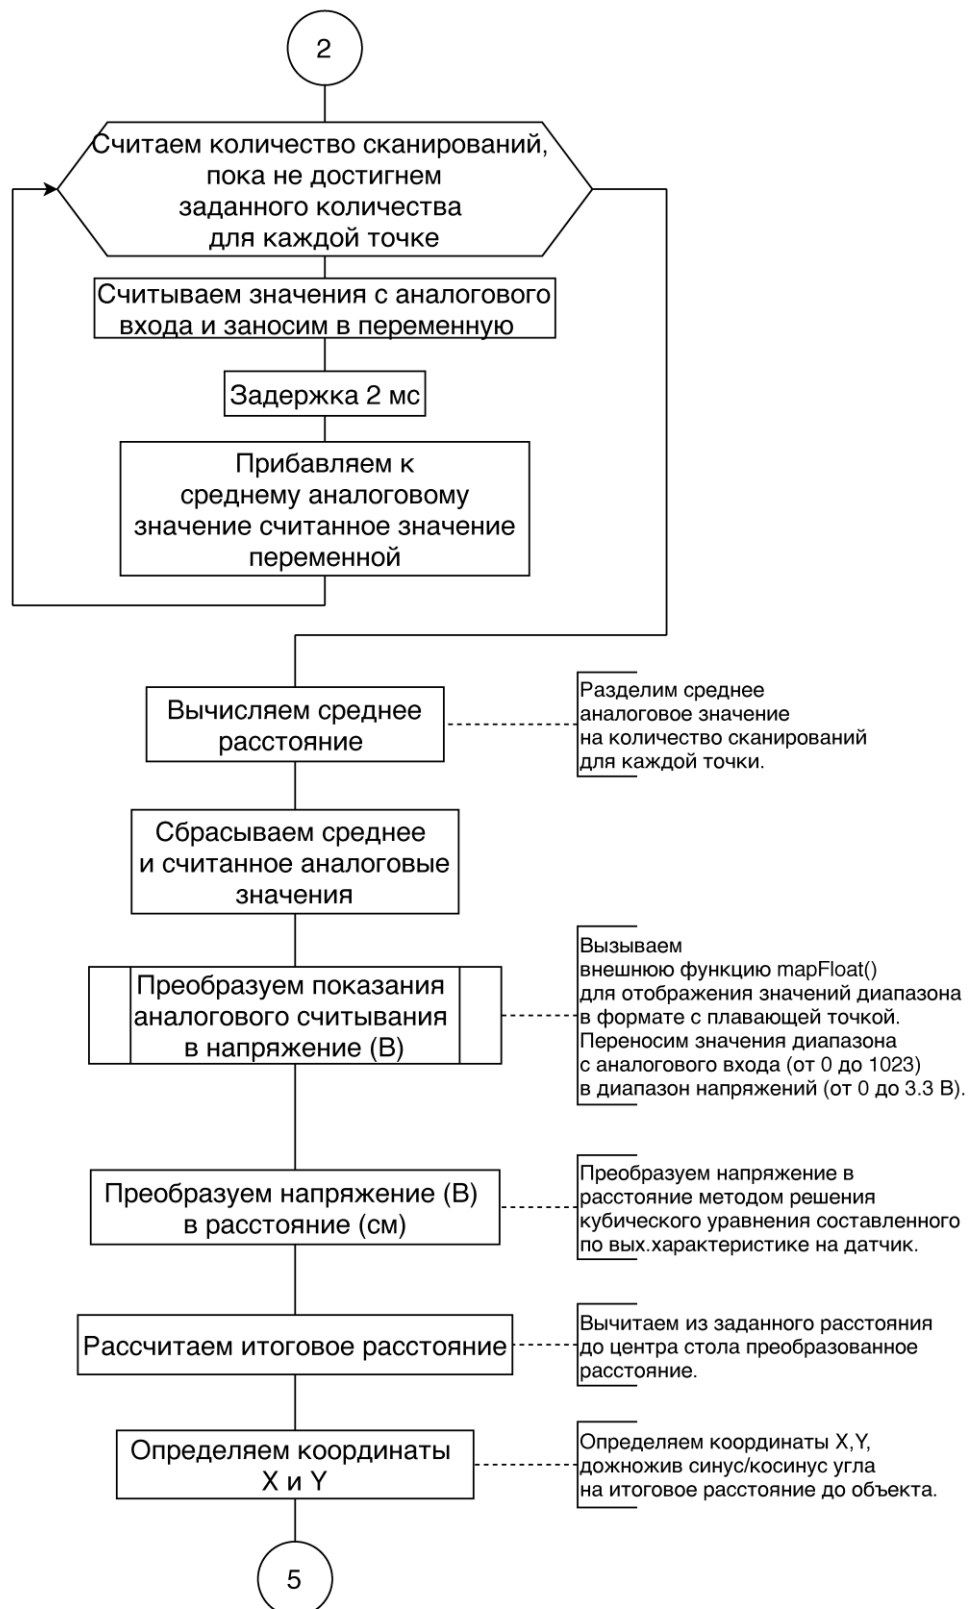 2
Считаем количество сканирований,
пока не достигнем
заданного количества
для каждой точке
Считываем значения с аналогового
входа и заносим в переменную
Задержка 2 мс
Прибавляем к
среднему аналоговому
значение считанное значение
переменной
Вычисляем среднее
расстояние
Разделим среднее
аналоговое значение
на количество сканирований
для каждой точки.
Сбрасываем среднее
и считанное аналоговые
значения
Преобразуем показания
аналогового считывания
в напряжение (В)
Вызываем
внешнюю функцию mapFloat()
для отображения значений диапазона
в формате с плавающей точкой.
Переносим значения диапазона
с аналогового входа (от 0 до 1023)
в диапазон напряжений (от 0 до 3.3 В).
Преобразуем напряжение (В)
в расстояние (см)
Преобразуем напряжение в
расстояние методом решения
кубического уравнения составленного
по вых.характеристике на датчик.
Рассчитаем итоговое расстояние
Вычитаем из заданного расстояния
до центра стола преобразованное
расстояние.
Определяем координаты
X и Y
Определяем координаты X,Y,
дожножив синус/косинус угла
на итоговое расстояние до объекта.
5